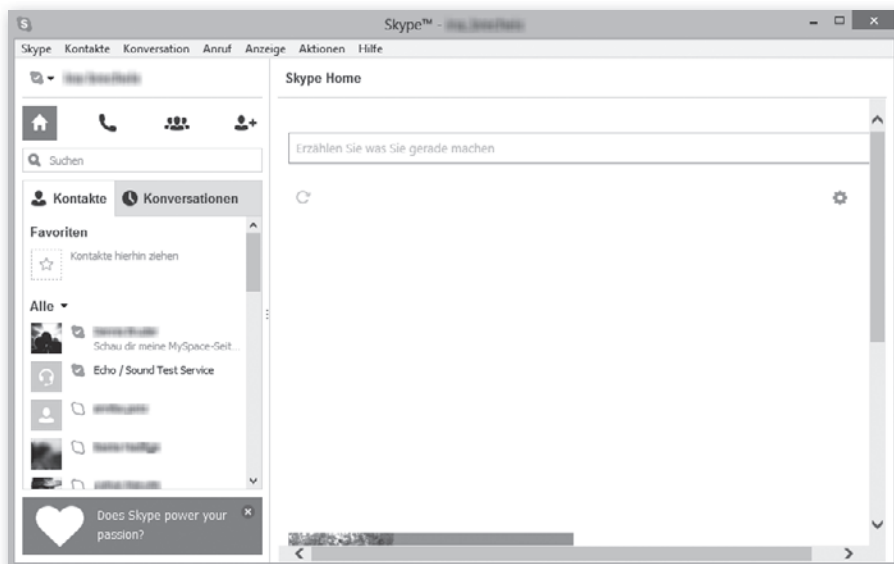 Skype™ -
Skype Kontakte Konversation Anruf Anzeige Aktionen Hilfe
Skype Home
Erzählen Sie was Sie gerade machen
Suchen
Kontakte Konversationen
Favoriten
Kontakte hierhin ziehen
Alle
Schau dir meine MySpace-Seit...
Echo / Sound Test Service
Does Skype power your
passion?